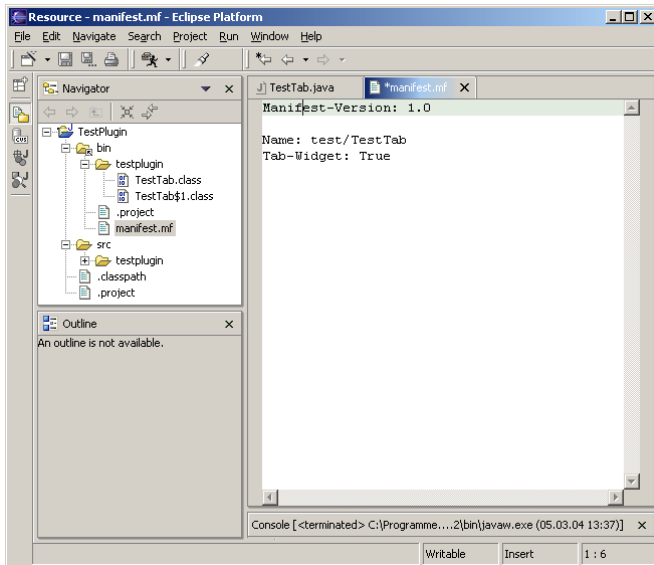 Resource - manifest.mf - Eclipse Platform
File Edit Navigate Search Project Run Window Help
Navigator
TestPlugin
bin
testplugin
TestTab.class
TestTab$1.class
.project
manifest.mf
src
testplugin
.classpath
.project
Outline
An outline is not available.
TestTab.java *manifest.mf
Manifest-Version: 1.0
Name: test/TestTab
Tab-Widget: True
Console [<terminated> C:\Programme....2\bin\javaw.exe (05.03.04 13:37)]
Writable Insert 1 : 6